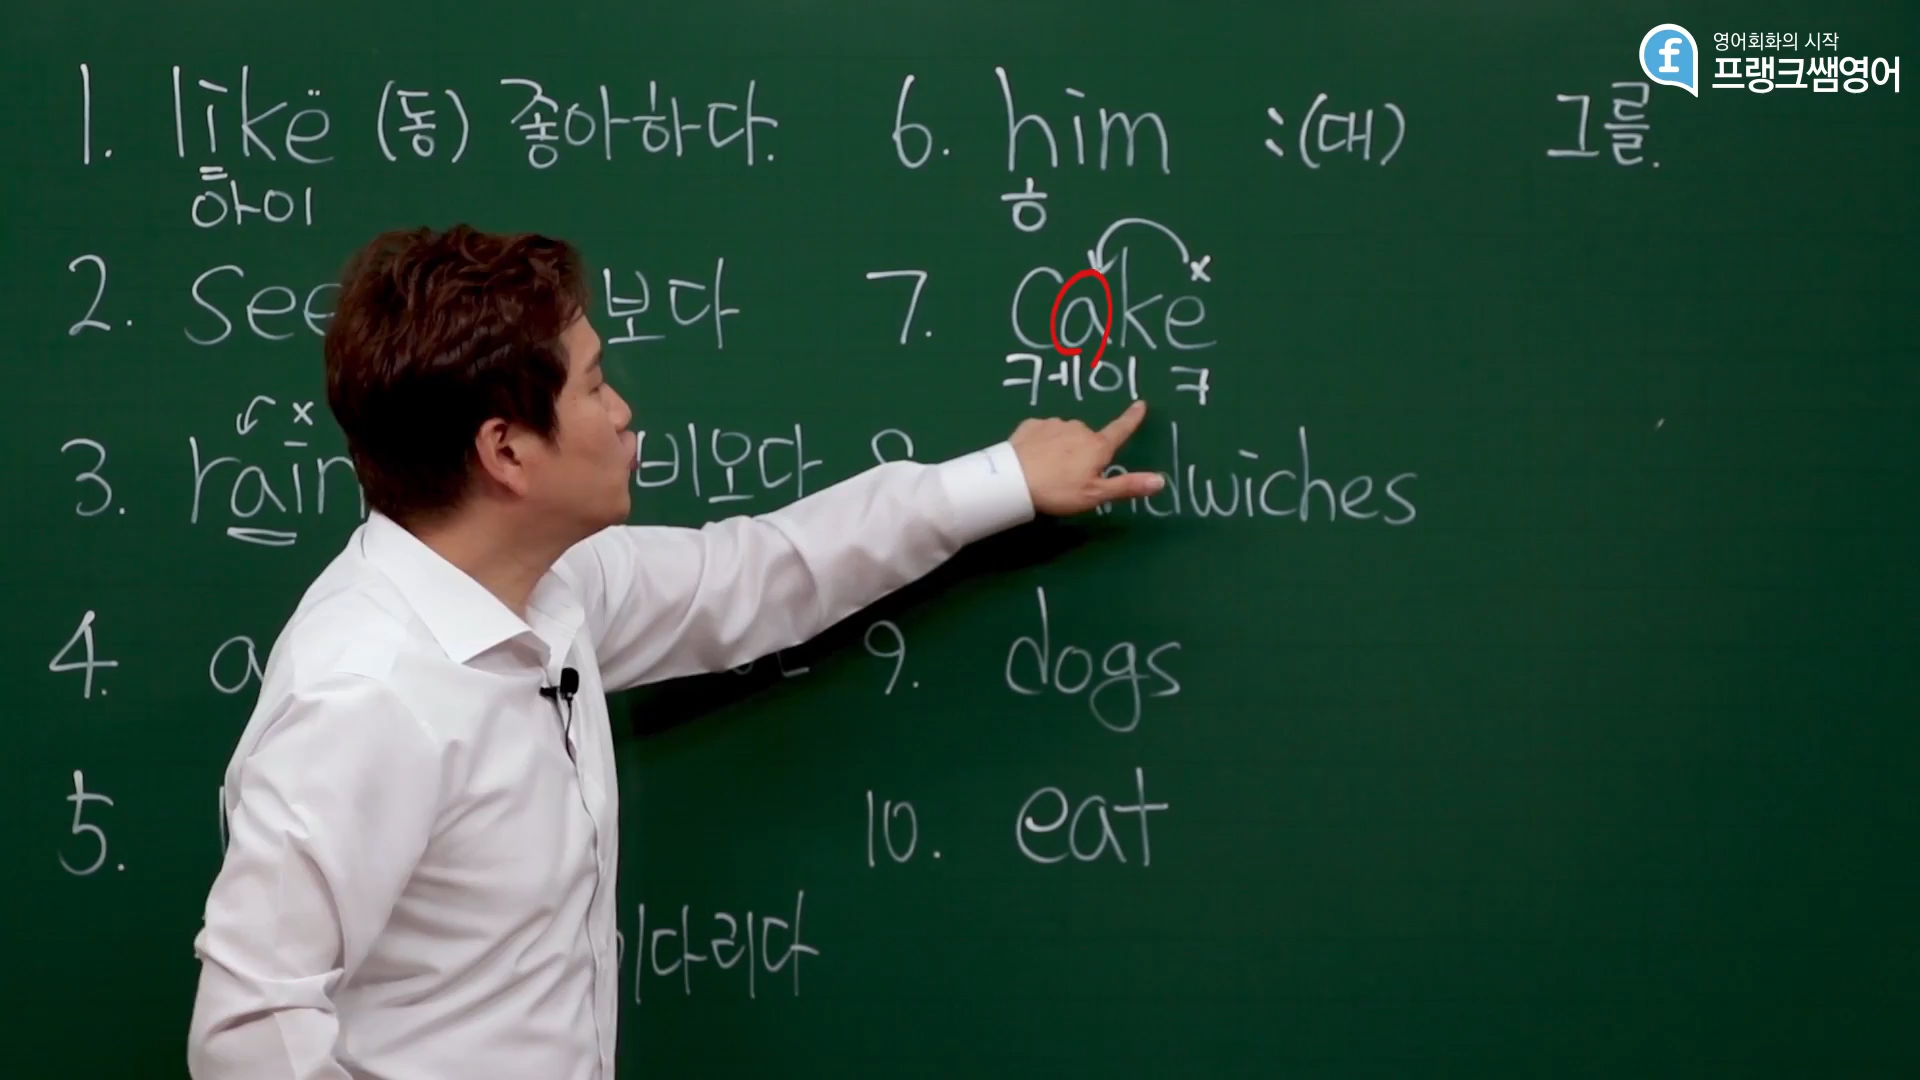 영어회화의 시작
프랭크쌤영어
1. like (동) 좋아하다.
아이
2. see 보다
x
3. rain 비오다
4. a
5.
다리다
6. him :(대) 그를.
ㅎ
x
7. Cake
케이 ㅋ
8. ndwiches
9. dogs
10. eat